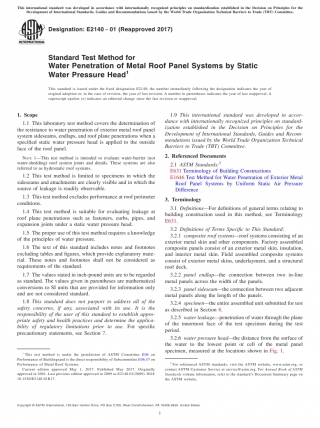 This international standard was developed in accordance with internationally recognized principles on standardization established in the Decision on Principles for the
Development of International Standards, Guides and Recommendations issued by the World Trade Organization Technical Barriers to Trade (TBT) Committee.
Designation: E2140 − 01 (Reapproved 2017)
Standard Test Method for
Water Penetration of Metal Roof Panel Systems by Static
Water Pressure Head1
This standard is issued under the fixed designation E2140; the number immediately following the designation indicates the year of
original adoption or, in the case of revision, the year of last revision. A number in parentheses indicates the year of last reapproval. A
superscript epsilon (ε) indicates an editorial change since the last revision or reapproval.
1. Scope
1.1 This laboratory test method covers the determination of
the resistance to water penetration of exterior metal roof panel
system sideseams, endlaps, and roof plane penetrations when a
specified static water pressure head is applied to the outside
face of the roof panel.
NOTE 1—This test method is intended to evaluate water-barrier (not
water-shedding) roof system joints and details. These systems are also
referred to as hydrostatic roof systems.
1.2 This test method is limited to specimens in which the
sideseams and attachments are clearly visible and in which the
source of leakage is readily observable.
1.3 This test method excludes performance at roof perimeter
conditions.
1.4 This test method is suitable for evaluating leakage at
roof plane penetrations such as fasteners, curbs, pipes, and
expansion joints under a static water pressure head.
1.5 The proper use of this test method requires a knowledge
of the principles of water pressure.
1.6 The text of this standard includes notes and footnotes
excluding tables and figures, which provide explanatory mate-
rial. These notes and footnotes shall not be considered as
requirements of the standard.
1.7 The values stated in inch-pound units are to be regarded
as standard. The values given in parentheses are mathematical
conversions to SI units that are provided for information only
and are not considered standard.
1.8 This standard does not purport to address all of the
safety concerns, if any, associated with its use. It is the
responsibility of the user of this standard to establish appro-
priate safety and health practices and determine the applica-
bility of regulatory limitations prior to use. For specific
precautionary statements, see Section 7.
1 This test method is under the jurisdiction of ASTM Committee E06 on
Performance of Buildings and is the direct responsibility of Subcommittee E06.57 on
Performance of Metal Roof Systems.
Current edition approved May 1, 2017. Published May 2017. Originally
approved in 2001. Last previous edition approved in 2009 as E2140-01(2009). DOI:
10.1520/E2140-01R17.
1.9 This international standard was developed in accor-
dance with internationally recognized principles on standard-
ization established in the Decision on Principles for the
Development of International Standards, Guides and Recom-
mendations issued by the World Trade Organization Technical
Barriers to Trade (TBT) Committee.
2. Referenced Documents
2.1 ASTM Standards:2
E631 Terminology of Building Constructions
E1646 Test Method for Water Penetration of Exterior Metal
Roof Panel Systems by Uniform Static Air Pressure
Difference
3. Terminology
3.1 Definitions—For definitions of general terms relating to
building construction used in this method, see Terminology
E631.
3.2 Definitions of Terms Specific to This Standard:
3.2.1 composite roof systems—roof systems consisting of an
exterior metal skin and other components. Factory assembled
composite panels consist of an exterior metal skin, insulation,
and interior metal skin. Field assembled composite systems
consist of exterior metal skins, underlayment, and a structural
roof deck.
3.2.2 panel endlap—the connection between two in-line
metal panels across the width of the panels.
3.2.3 panel sideseam—the connection between two adjacent
metal panels along the length of the panels.
3.2.4 specimen—the entire assembled unit submitted for test
as described in Section 8.
3.2.5 water leakage—penetration of water through the plane
of the innermost face of the test specimen during the test
period.
3.2.6 water pressure head—the distance from the surface of
the water to the lowest point or cell of the metal panel
specimen, measured at the locations shown in Fig. 1.
2 For referenced ASTM standards, visit the ASTM website, www.astm.org, or
contact ASTM Customer Service at service@astm.org. For Annual Book of ASTM
Standards volume information, refer to the standard's Document Summary page on
the ASTM website.
Copyright © ASTM International, 100 Barr Harbor Drive, PO Box C700, West Conshohocken, PA 19428-2959. United States
1